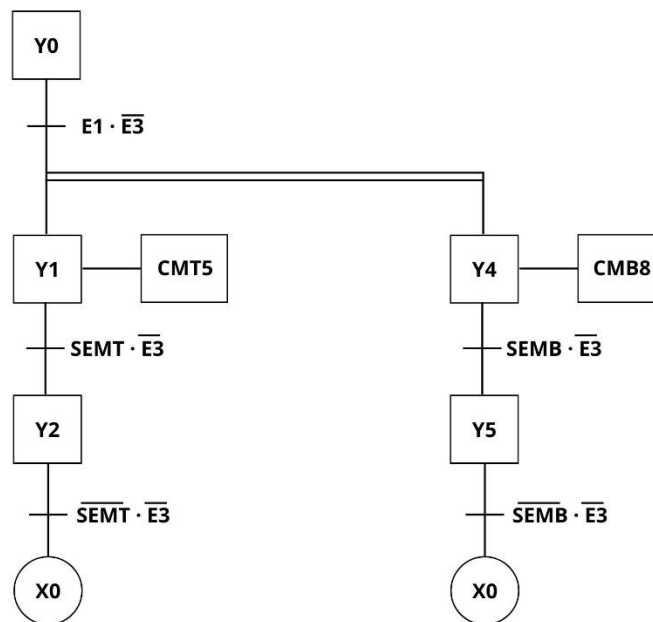 Y0
E1 · E̅3̅
Y1
CMT5
Y4
CMB8
SEMT · E̅3̅
SEMB · E̅3̅
Y2
Y5
S̅E̅M̅T̅ · E̅3̅
S̅E̅M̅B̅ · E̅3̅
X0
X0